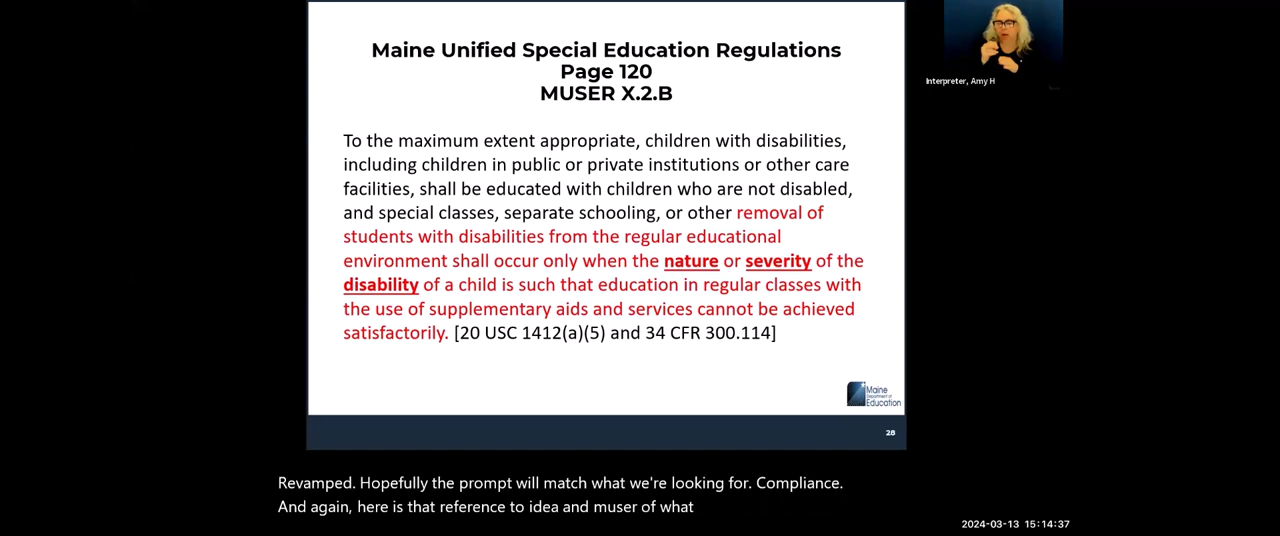 Maine Unified Special Education Regulations
Page 120
MUSER X.2.B
To the maximum extent appropriate, children with disabilities,
including children in public or private institutions or other care
facilities, shall be educated with children who are not disabled,
and special classes, separate schooling, or other removal of
students with disabilities from the regular educational
environment shall occur only when the nature or severity of the
disability of a child is such that education in regular classes with
the use of supplementary aids and services cannot be achieved
satisfactorily. [20 USC 1412(a)(5) and 34 CFR 300.114]
Maine
Department of
Education
28
Interpreter, Amy H
Revamped. Hopefully the prompt will match what we're looking for. Compliance.
And again, here is that reference to idea and muser of what
2024-03-13 15:14:37